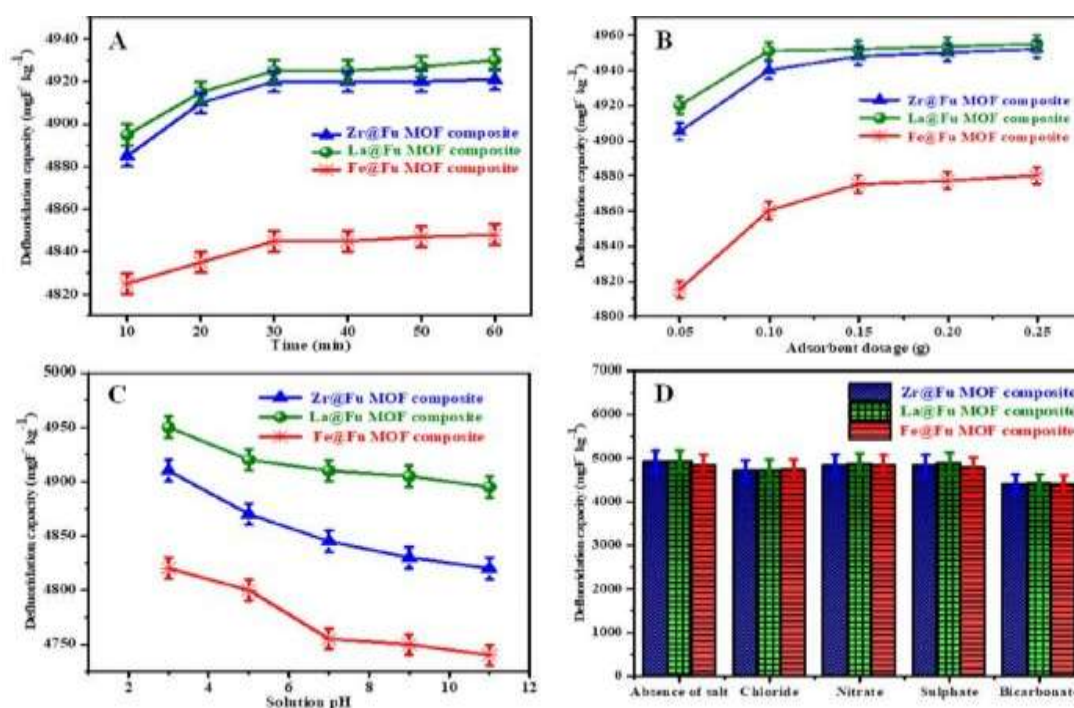 A
Defluoridation capacity (mgF⁻ kg⁻¹)
4940
4920
4900
4880
4860
4840
4820
Zr@Fu MOF composite
La@Fu MOF composite
Fe@Fu MOF composite
10 20 30 40 50 60
Time (min)
B
Defluoridation capacity (mgF⁻ kg⁻¹)
4960
4940
4920
4900
4880
4860
4840
4820
4800
Zr@Fu MOF composite
La@Fu MOF composite
Fe@Fu MOF composite
0.05 0.10 0.15 0.20 0.25
Adsorbent dosage (g)
C
Defluoridation capacity (mgF⁻ kg⁻¹)
5000
4950
4900
4850
4800
4750
Zr@Fu MOF composite
La@Fu MOF composite
Fe@Fu MOF composite
2 4 6 8 10 12
Solution pH
D
Defluoridation capacity (mgF⁻ kg⁻¹)
7000
6000
5000
4000
3000
2000
1000
0
Zr@Fu MOF composite
La@Fu MOF composite
Fe@Fu MOF composite
Absence of salt Chloride Nitrate Sulphate Bicarbonate